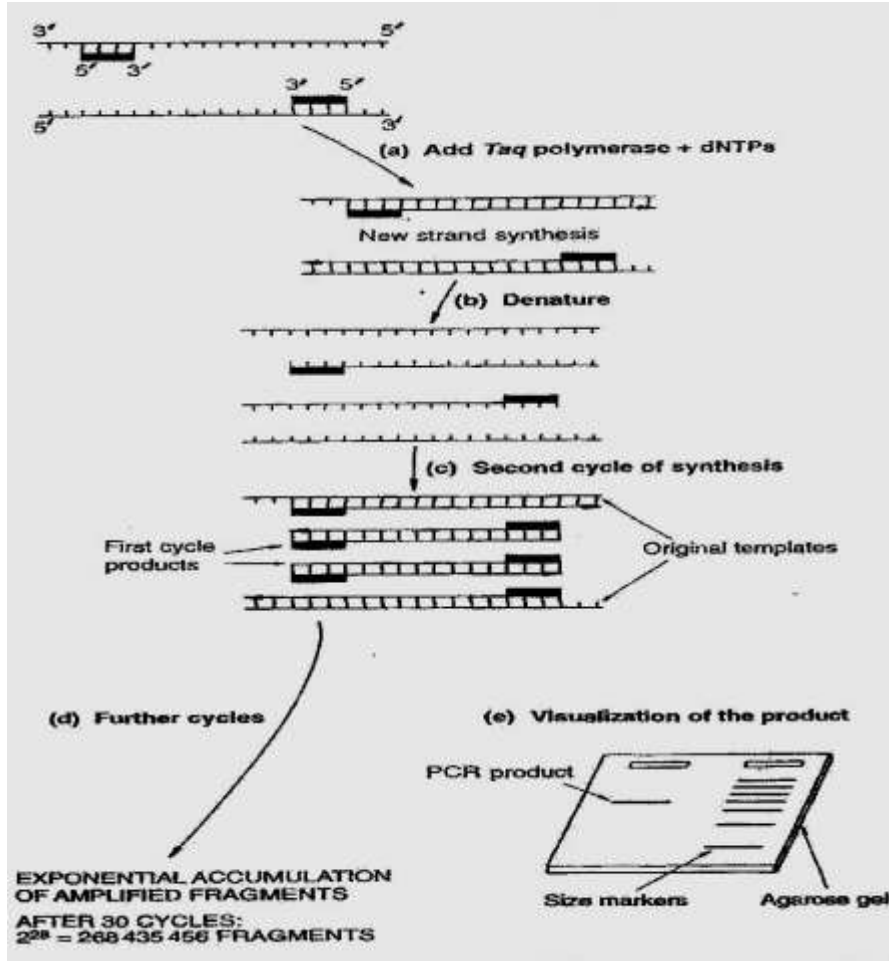 3′ 5′
5′ 3′
3′ 5′
5′ 3′
(a) Add Taq polymerase + dNTPs
New strand synthesis
(b) Denature
(c) Second cycle of synthesis
First cycle
products
Original templates
(d) Further cycles
(e) Visualization of the product
PCR product
EXPONENTIAL ACCUMULATION
OF AMPLIFIED FRAGMENTS
AFTER 30 CYCLES:
2²⁸ = 268 435 456 FRAGMENTS
Size markers
Agarose gel